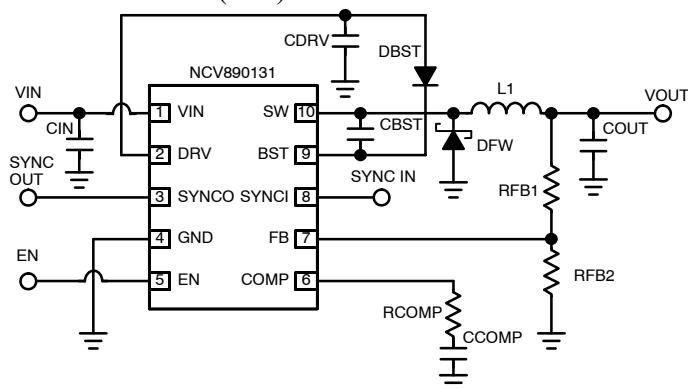 CDRV
DBST
NCV890131
L1
VIN
VOUT
1 VIN SW 10
CIN
CBST
COUT
2 DRV BST 9
DFW
SYNC
OUT
SYNC IN
RFB1
3 SYNCO SYNCI 8
4 GND FB 7
EN
RFB2
5 EN COMP 6
RCOMP
CCOMP